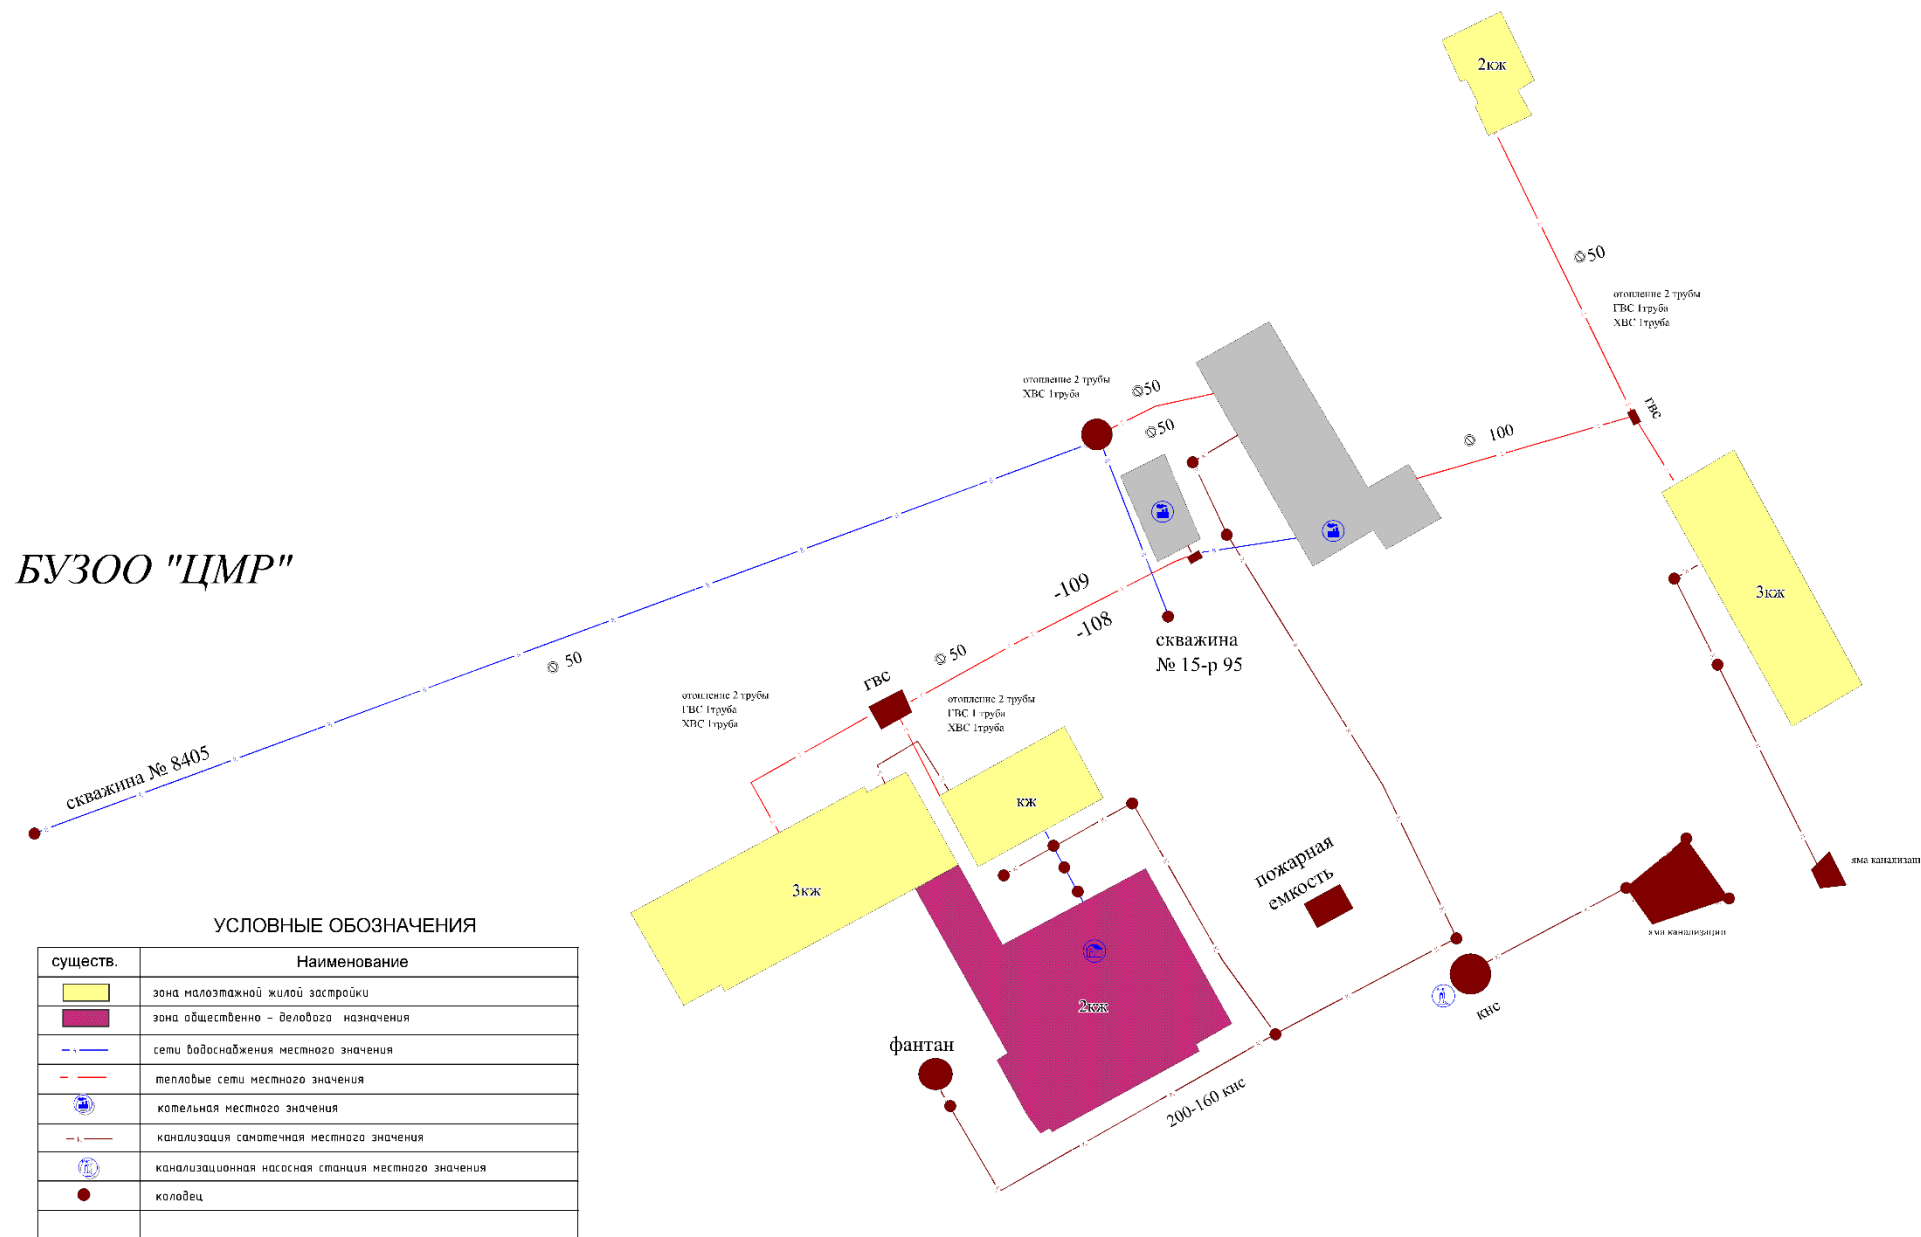 2кж
⌀50
отопление 2 трубы
ГВС 1труба
ХВС 1труба
отопление 2 трубы
ХВС 1труба
⌀50
⌀50
гвс
⌀ 100
БУЗОО "ЦМР"
-109
-108
3кж
скважина
№ 15-р 95
⌀ 50
⌀ 50
гвс
отопление 2 трубы
ГВС 1труба
ХВС 1труба
отопление 2 трубы
ГВС 1 труба
ХВС 1труба
скважина № 8405
кж
пожарная
емкость
3кж
яма канализац
яма канализации
2кж
кнс
фантан
200-160 кнс
УСЛОВНЫЕ ОБОЗНАЧЕНИЯ
существ. Наименование
зона малоэтажной жилой застройки
зона общественно - делового назначения
сети водоснабжения местного значения
тепловые сети местного значения
котельная местного значения
канализация самотечная местного значения
канализационная насосная станция местного значения
колодец